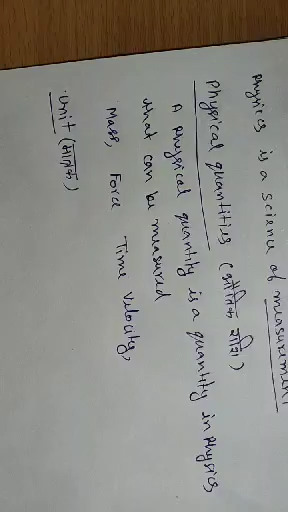 Physics is a science of measurement
Physical quantities (भौतिक राशि)
A physical quantity is a quantity in physics
that can be measured
Mass, Force Time Velocity,
Unit (मात्रक)